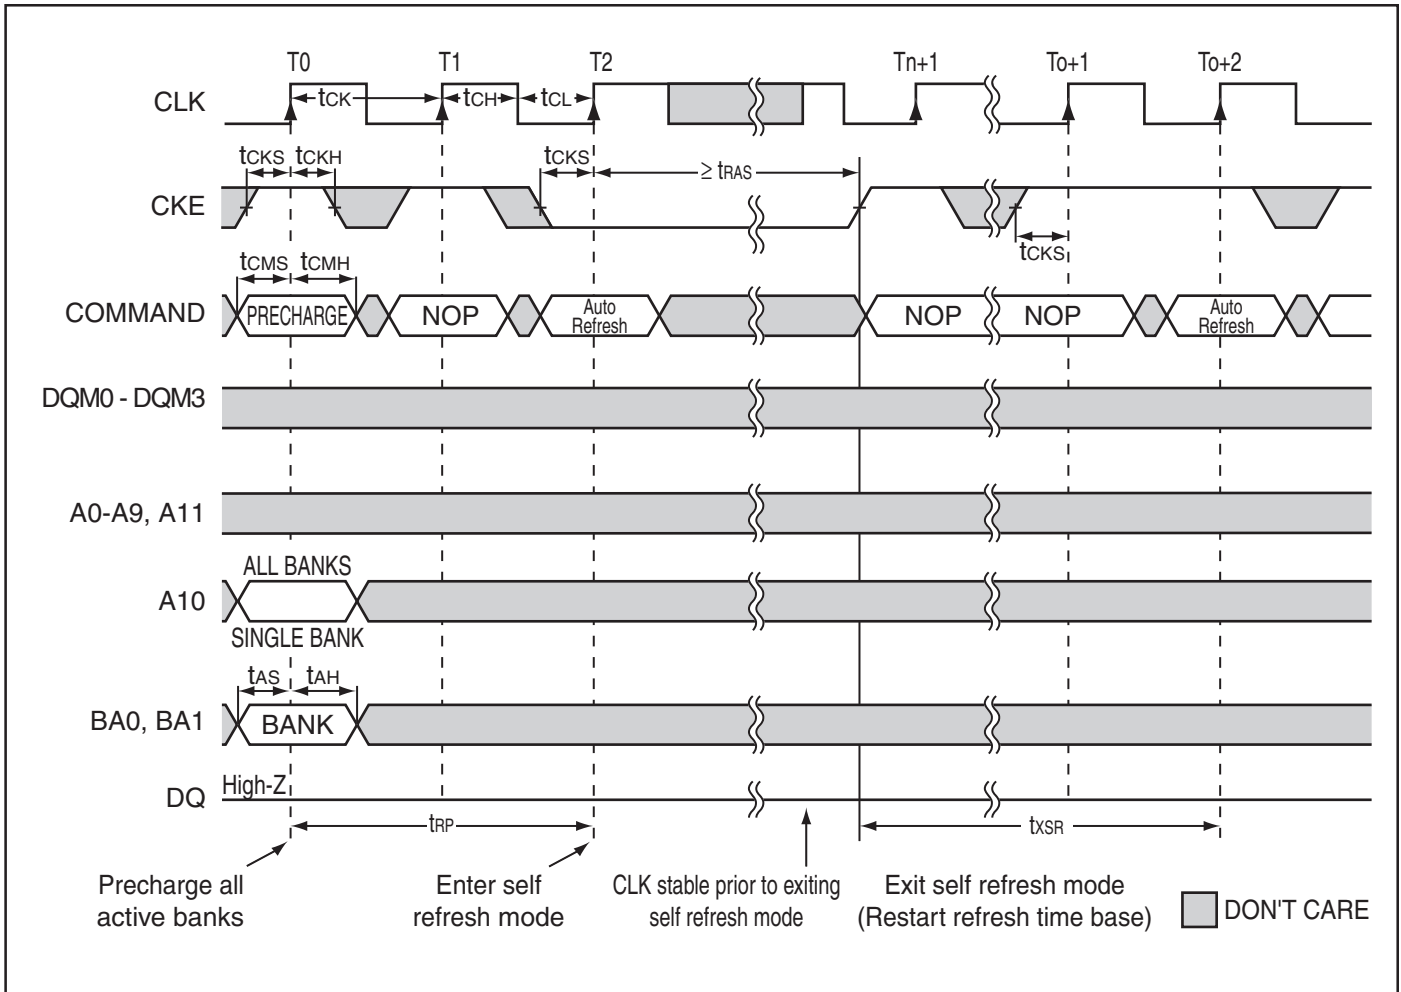 T0 T1 T2 Tn+1 To+1 To+2
CLK tCK tCH tCL
tCKS tCKH tCKS ≥ tRAS
CKE
tCKS
tCMS tCMH
COMMAND PRECHARGE NOP Auto Refresh NOP NOP Auto Refresh
DQM0 - DQM3
A0-A9, A11
ALL BANKS
A10
SINGLE BANK
tAS tAH
BA0, BA1 BANK
DQ High-Z
tRP tXSR
Precharge all
active banks
Enter self
refresh mode
CLK stable prior to exiting
self refresh mode
Exit self refresh mode
(Restart refresh time base)
DON'T CARE